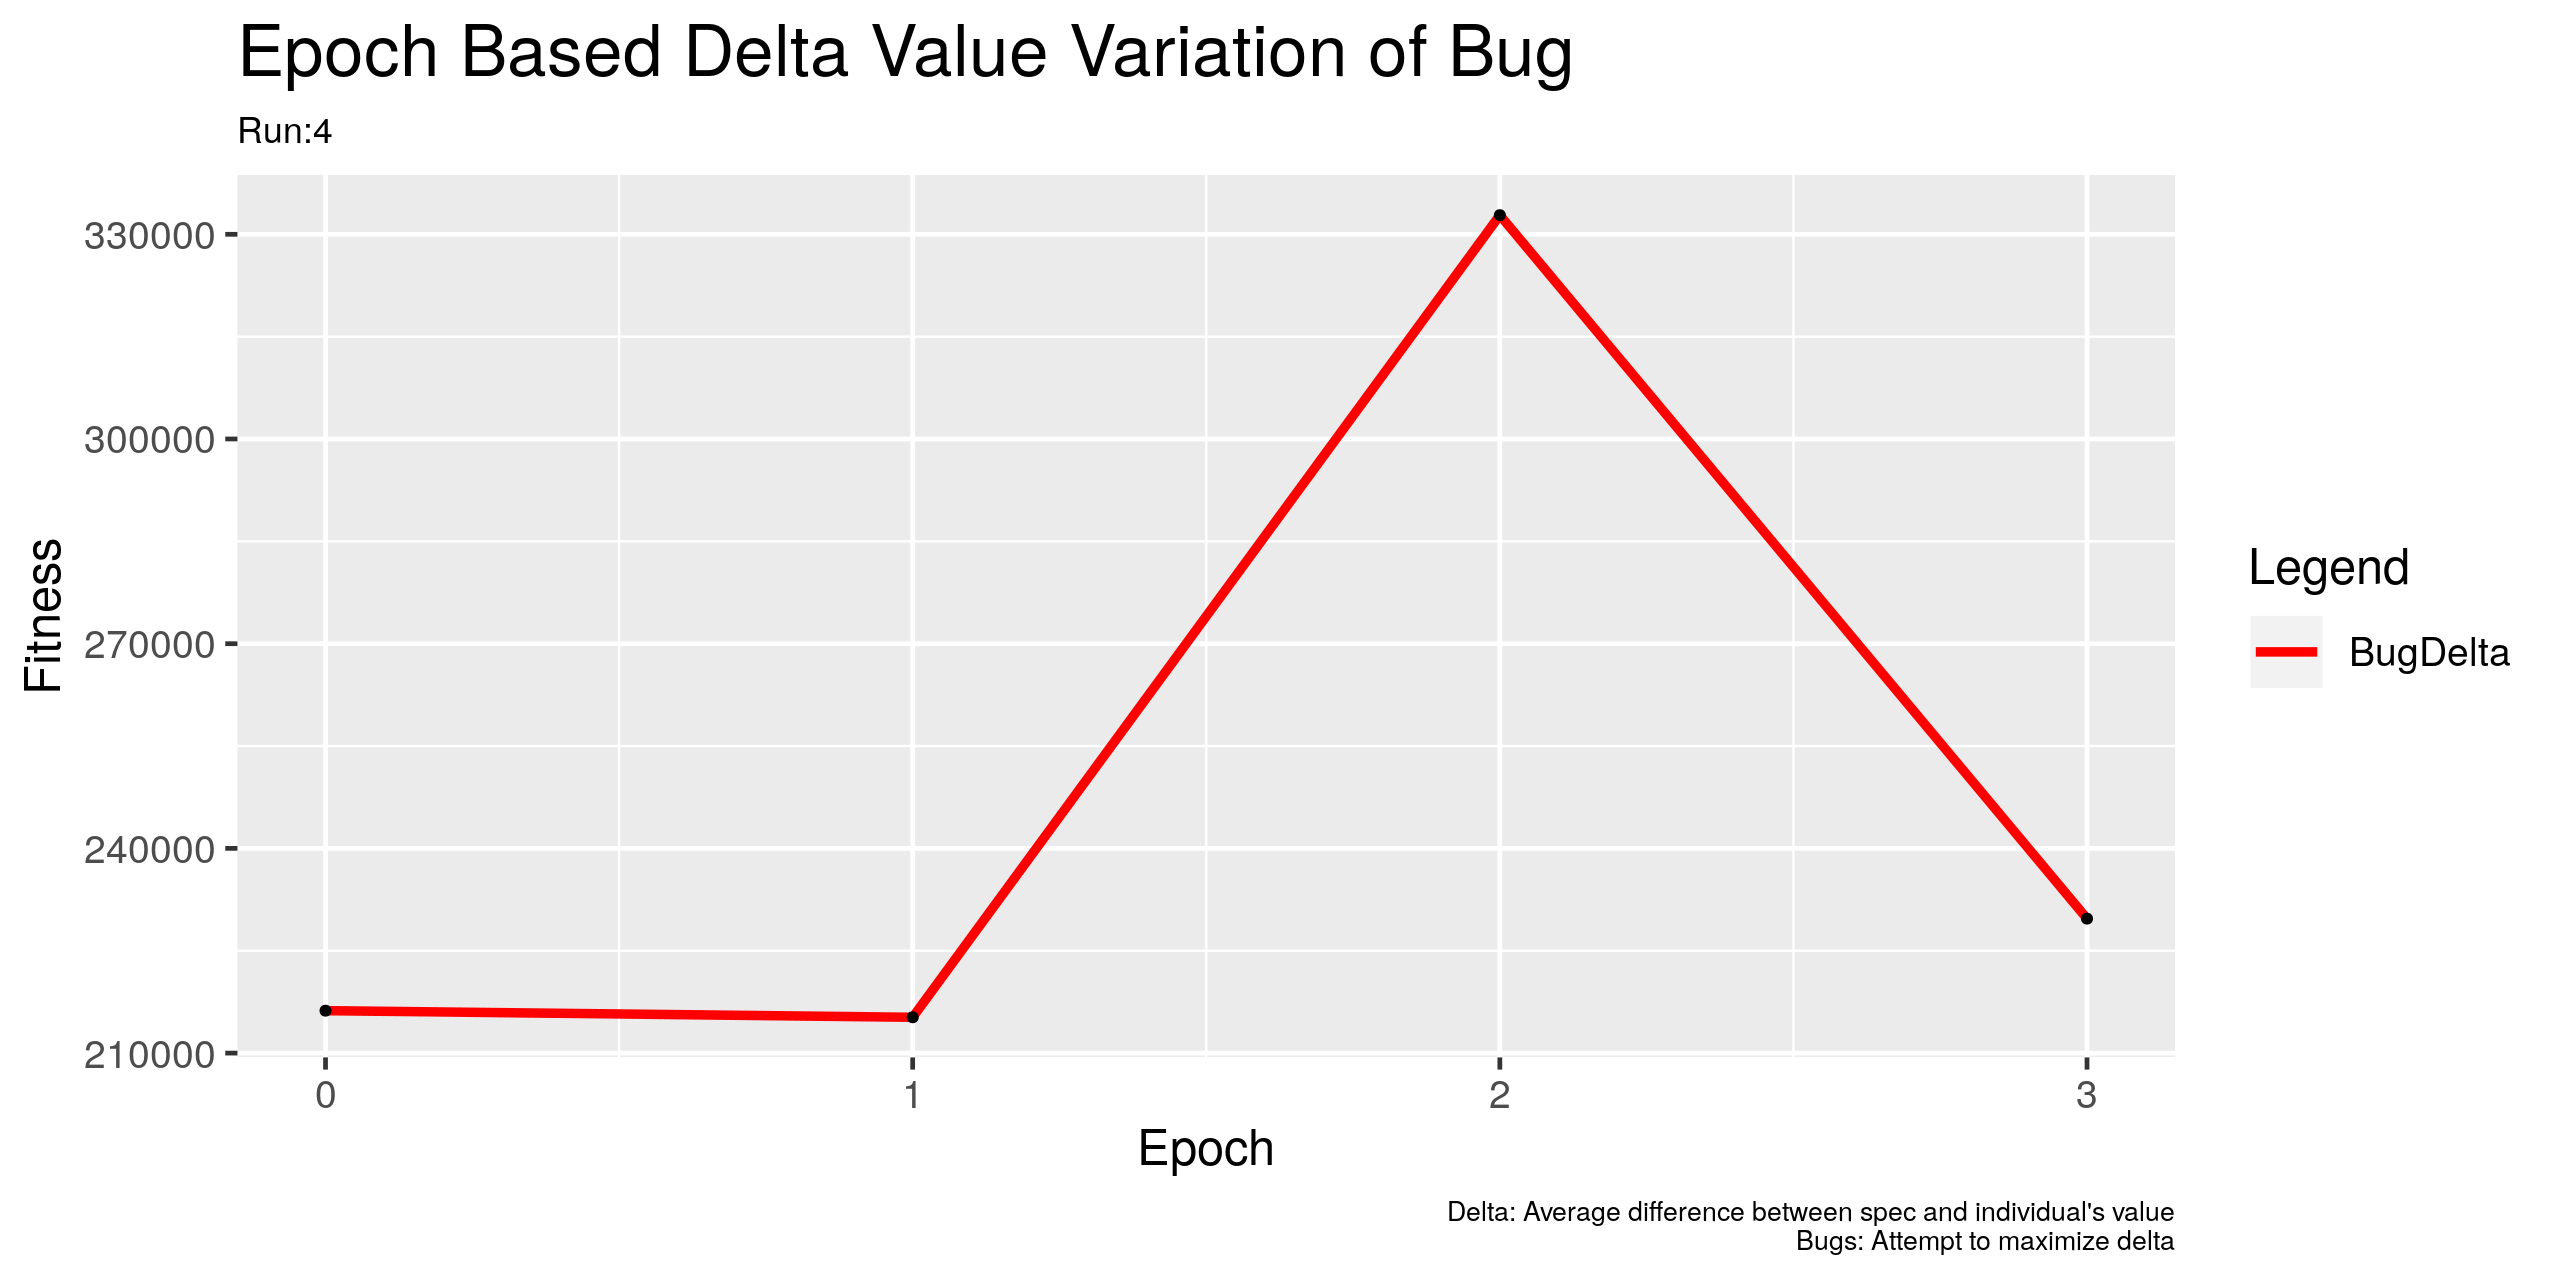 Epoch Based Delta Value Variation of Bug
Run:4
330000
300000
270000
240000
210000
Fitness
0 1 2 3
Epoch
Legend
BugDelta
Delta: Average difference between spec and individual's value
Bugs: Attempt to maximize delta